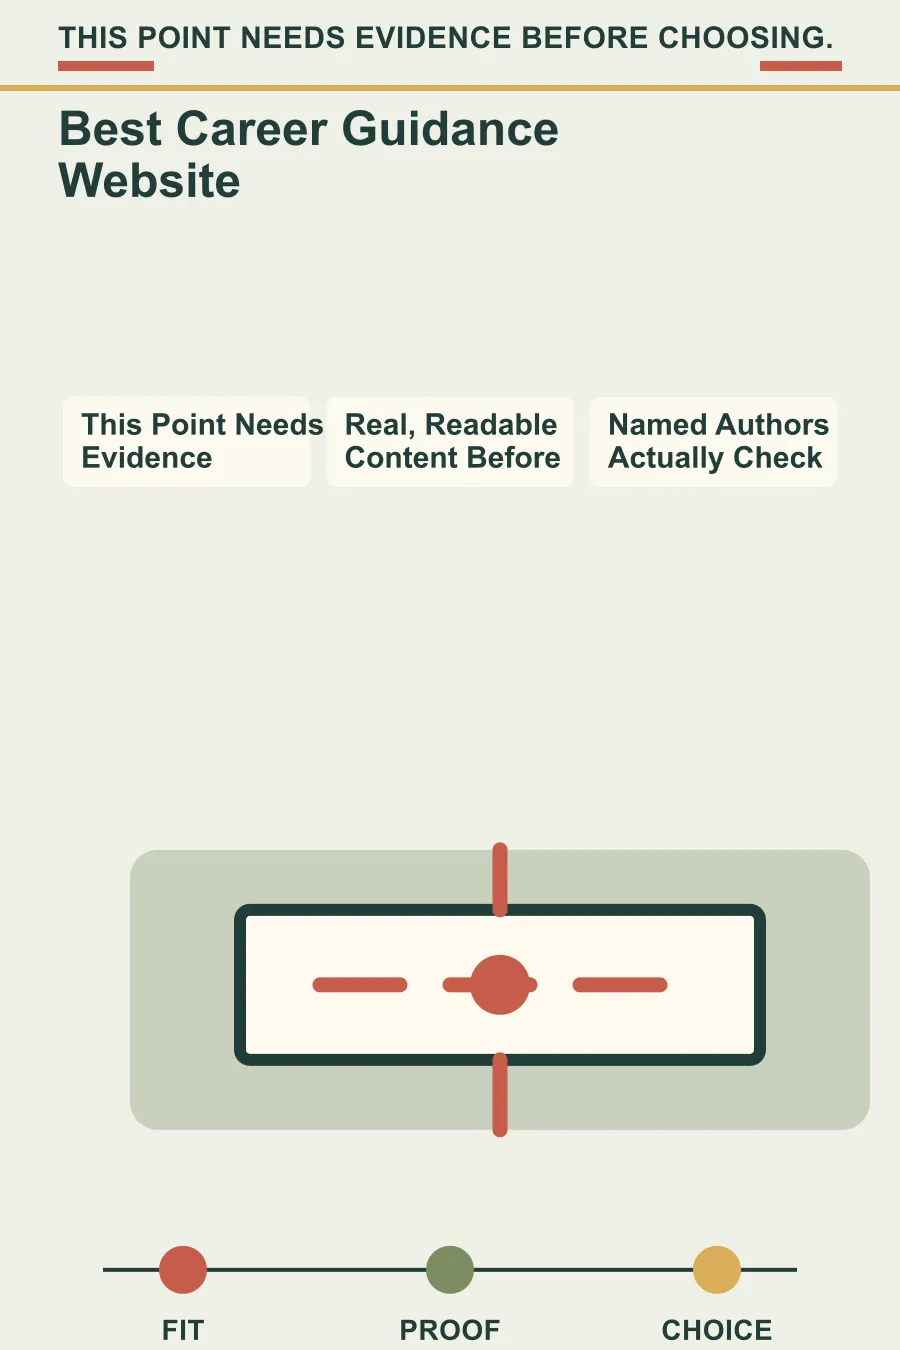 THIS POINT NEEDS EVIDENCE BEFORE CHOOSING.
Best Career Guidance
Website
This Point Needs
Evidence
Real, Readable
Content Before
Named Authors
Actually Check
FIT
PROOF
CHOICE